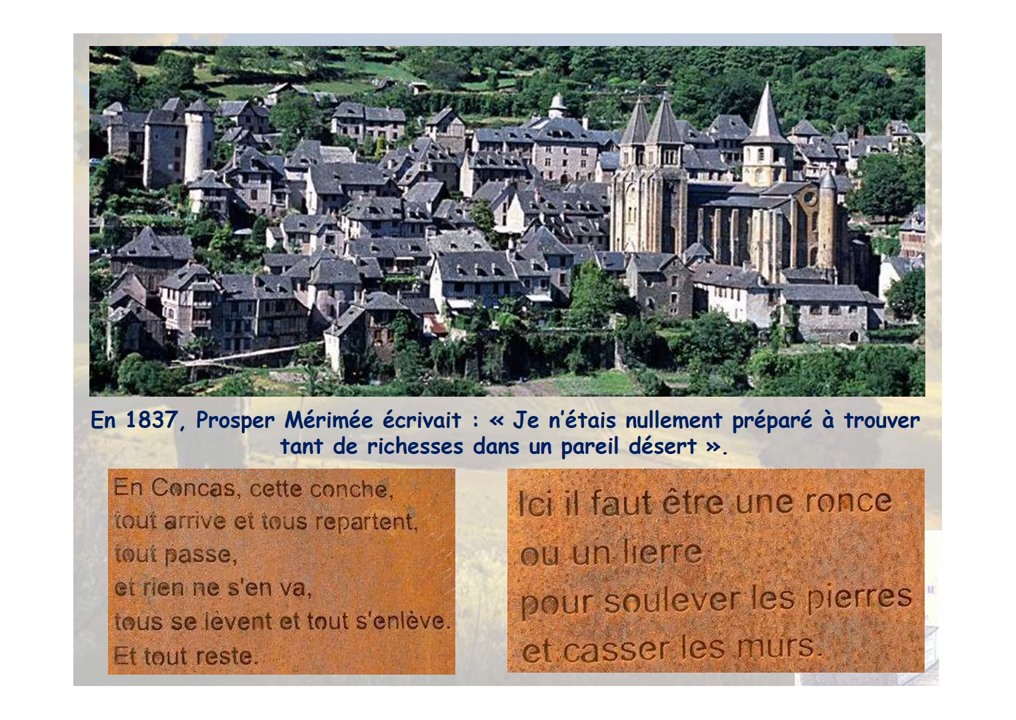 En 1837, Prosper Mérimée écrivait : « Je n’étais nullement préparé à trouver
tant de richesses dans un pareil désert ».
En Concas, cette conche,
tout arrive et tous repartent,
tout passe,
et rien ne s'en va,
tous se lèvent et tout s'enlève.
Et tout reste.
Ici il faut être une ronce
ou un lierre
pour soulever les pierres
et casser les murs.